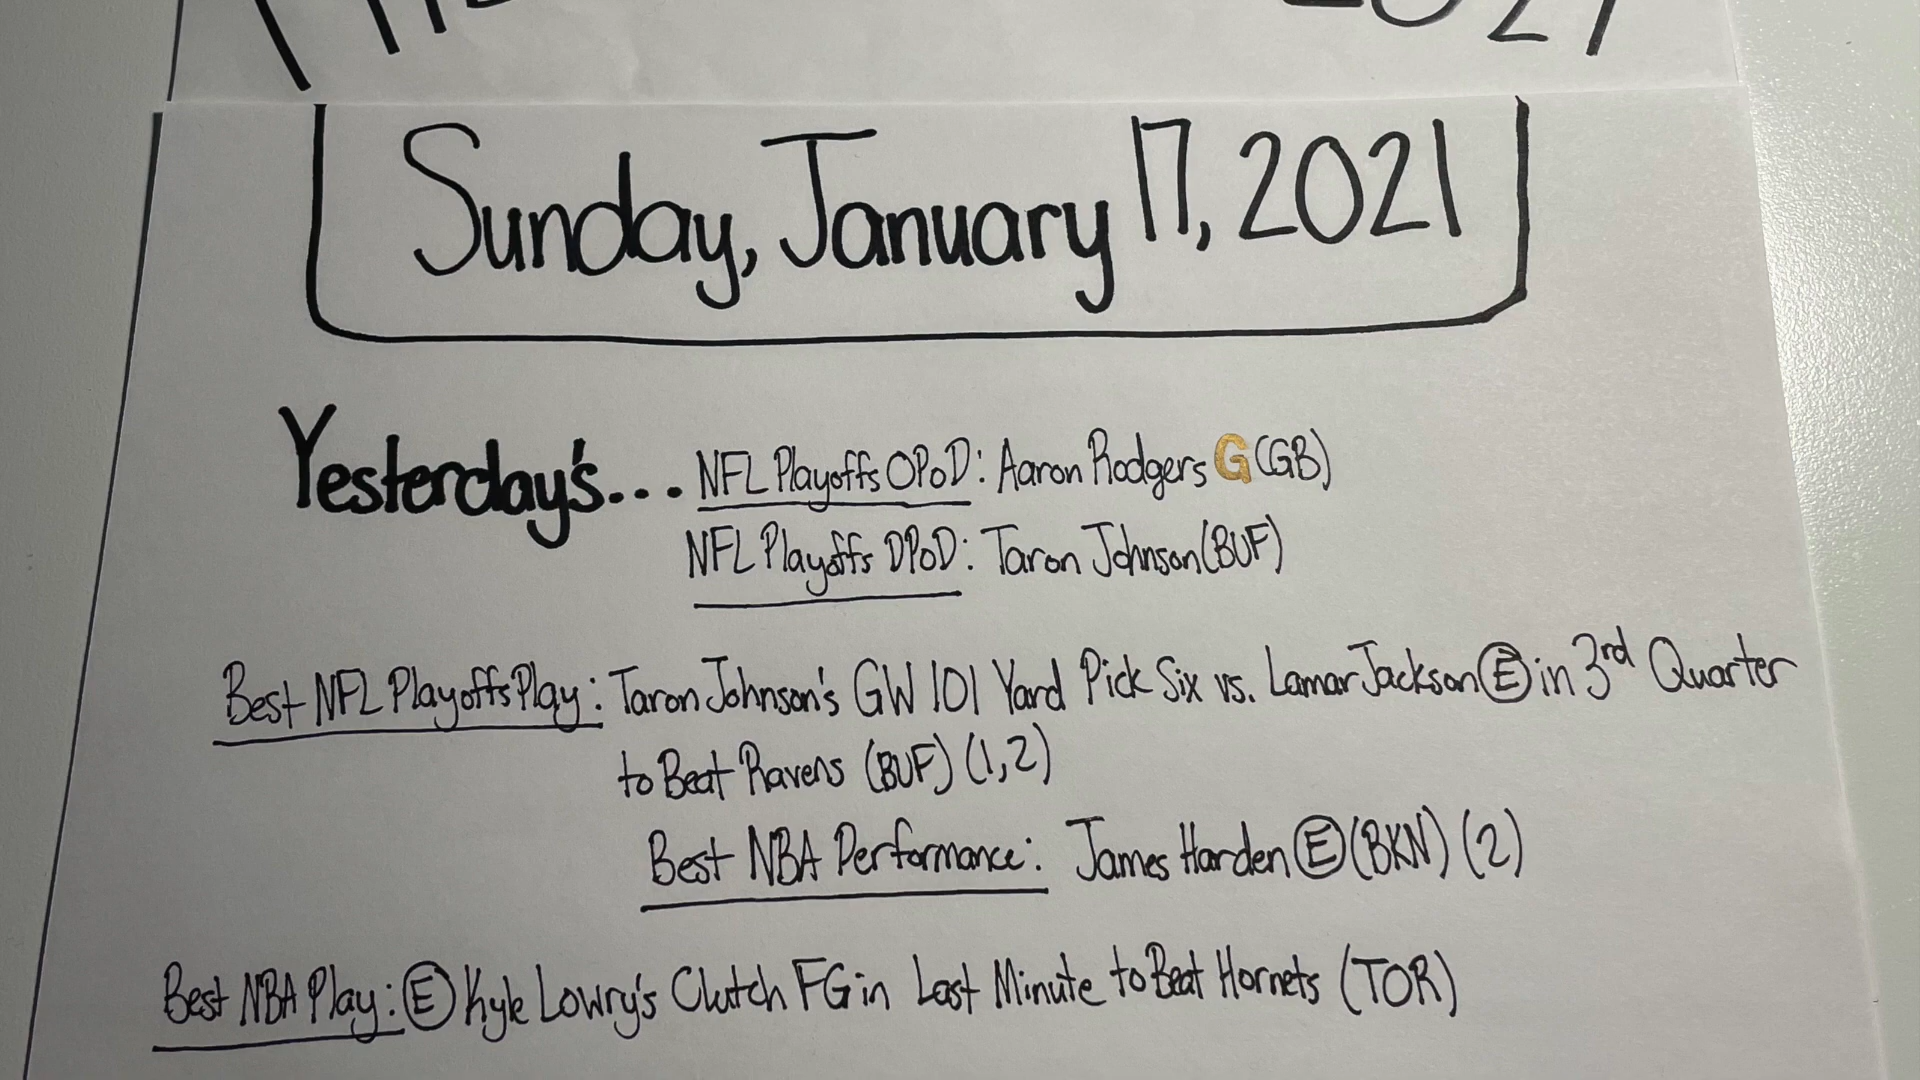 Sunday, January 17, 2021
Yesterday's... NFL Playoffs OPoD: Aaron Rodgers G (GB)
NFL Playoffs DPoD: Taron Johnson (BUF)
Best NFL Playoffs Play: Taron Johnson's GW 101 Yard Pick Six vs. Lamar Jackson Ⓔ in 3rd Quarter
to Beat Ravens (BUF) (1,2)
Best NBA Performance: James Harden Ⓔ (BKN) (2)
Best NBA Play: Ⓔ Kyle Lowry's Clutch FG in Last Minute to Beat Hornets (TOR)